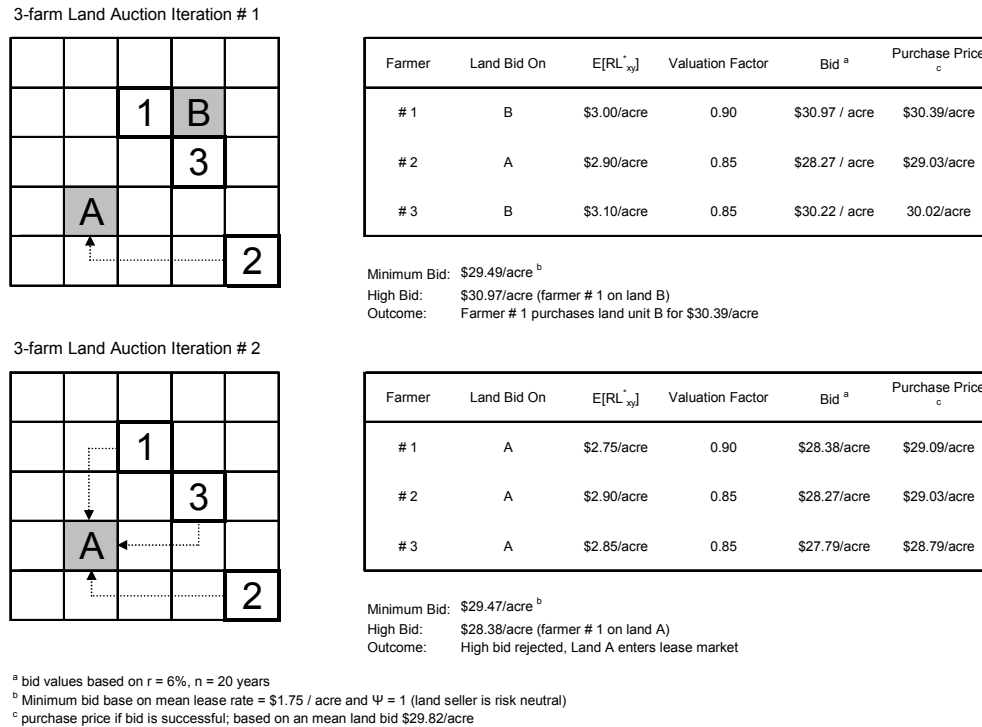 3-farm Land Auction Iteration # 1
1 B
3
A
2
Farmer Land Bid On E[RL*xy] Valuation Factor Bid a Purchase Price c
# 1 B $3.00/acre 0.90 $30.97 / acre $30.39/acre
# 2 A $2.90/acre 0.85 $28.27 / acre $29.03/acre
# 3 B $3.10/acre 0.85 $30.22 / acre 30.02/acre
Minimum Bid: $29.49/acre b
High Bid: $30.97/acre (farmer # 1 on land B)
Outcome: Farmer # 1 purchases land unit B for $30.39/acre
3-farm Land Auction Iteration # 2
1
3
A
2
Farmer Land Bid On E[RL*xy] Valuation Factor Bid a Purchase Price c
# 1 A $2.75/acre 0.90 $28.38/acre $29.09/acre
# 2 A $2.90/acre 0.85 $28.27/acre $29.03/acre
# 3 A $2.85/acre 0.85 $27.79/acre $28.79/acre
Minimum Bid: $29.47/acre b
High Bid: $28.38/acre (farmer # 1 on land A)
Outcome: High bid rejected, Land A enters lease market
a bid values based on r = 6%, n = 20 years
b Minimum bid base on mean lease rate = $1.75 / acre and Ψ = 1 (land seller is risk neutral)
c purchase price if bid is successful; based on an mean land bid $29.82/acre